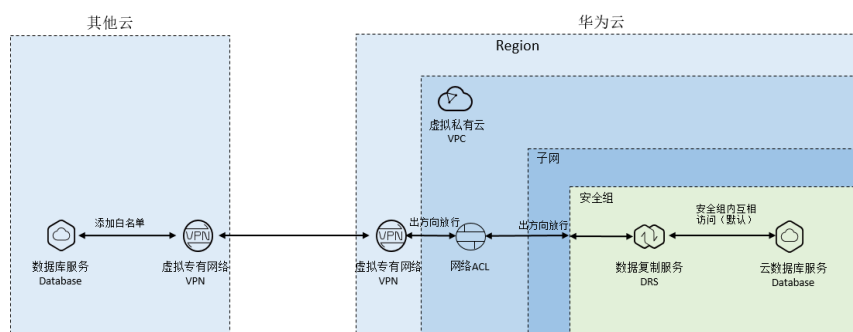 其他云
华为云
Region
虚拟私有云
VPC
子网
安全组
添加白名单
出方向放行
出方向放行
安全组内互相
访问（默认）
VPN
VPN
数据库服务
Database
虚拟专有网络
VPN
虚拟专有网络
VPN
网络ACL
数据复制服务
DRS
云数据库服务
Database